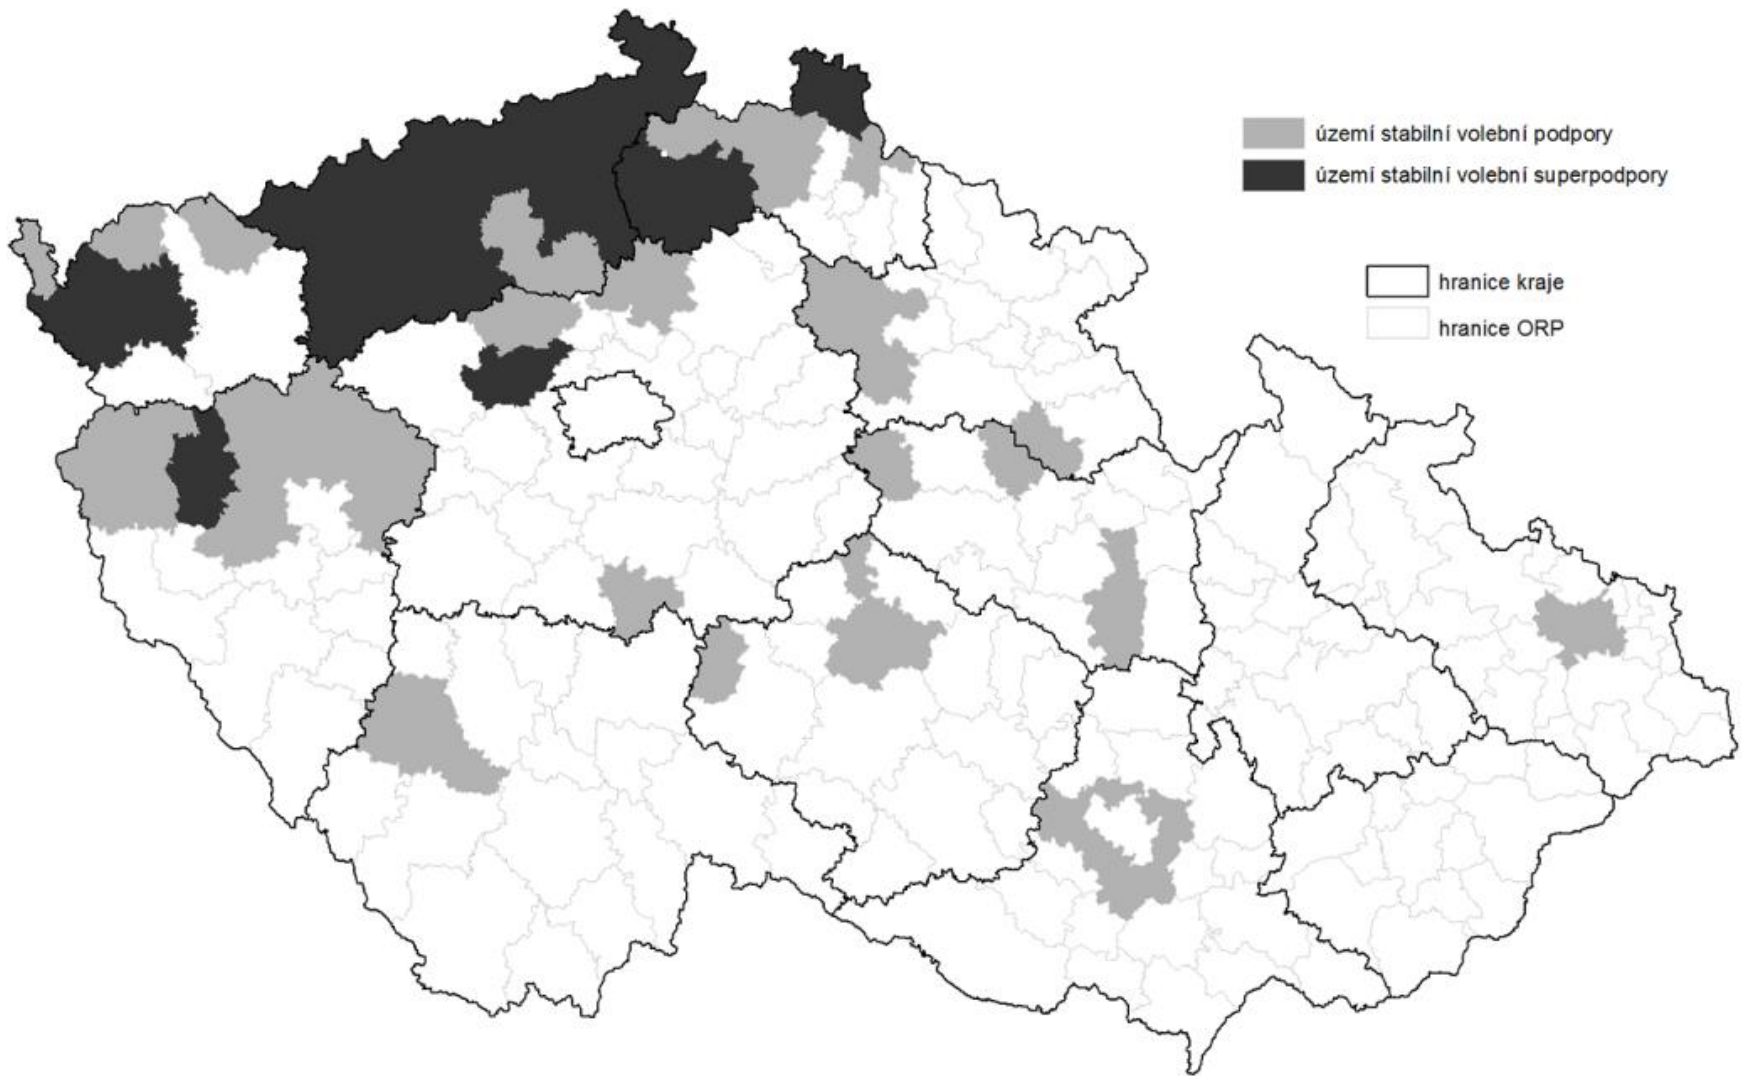 území stabilní volební podpory
území stabilní volební superpodpory
hranice kraje
hranice ORP